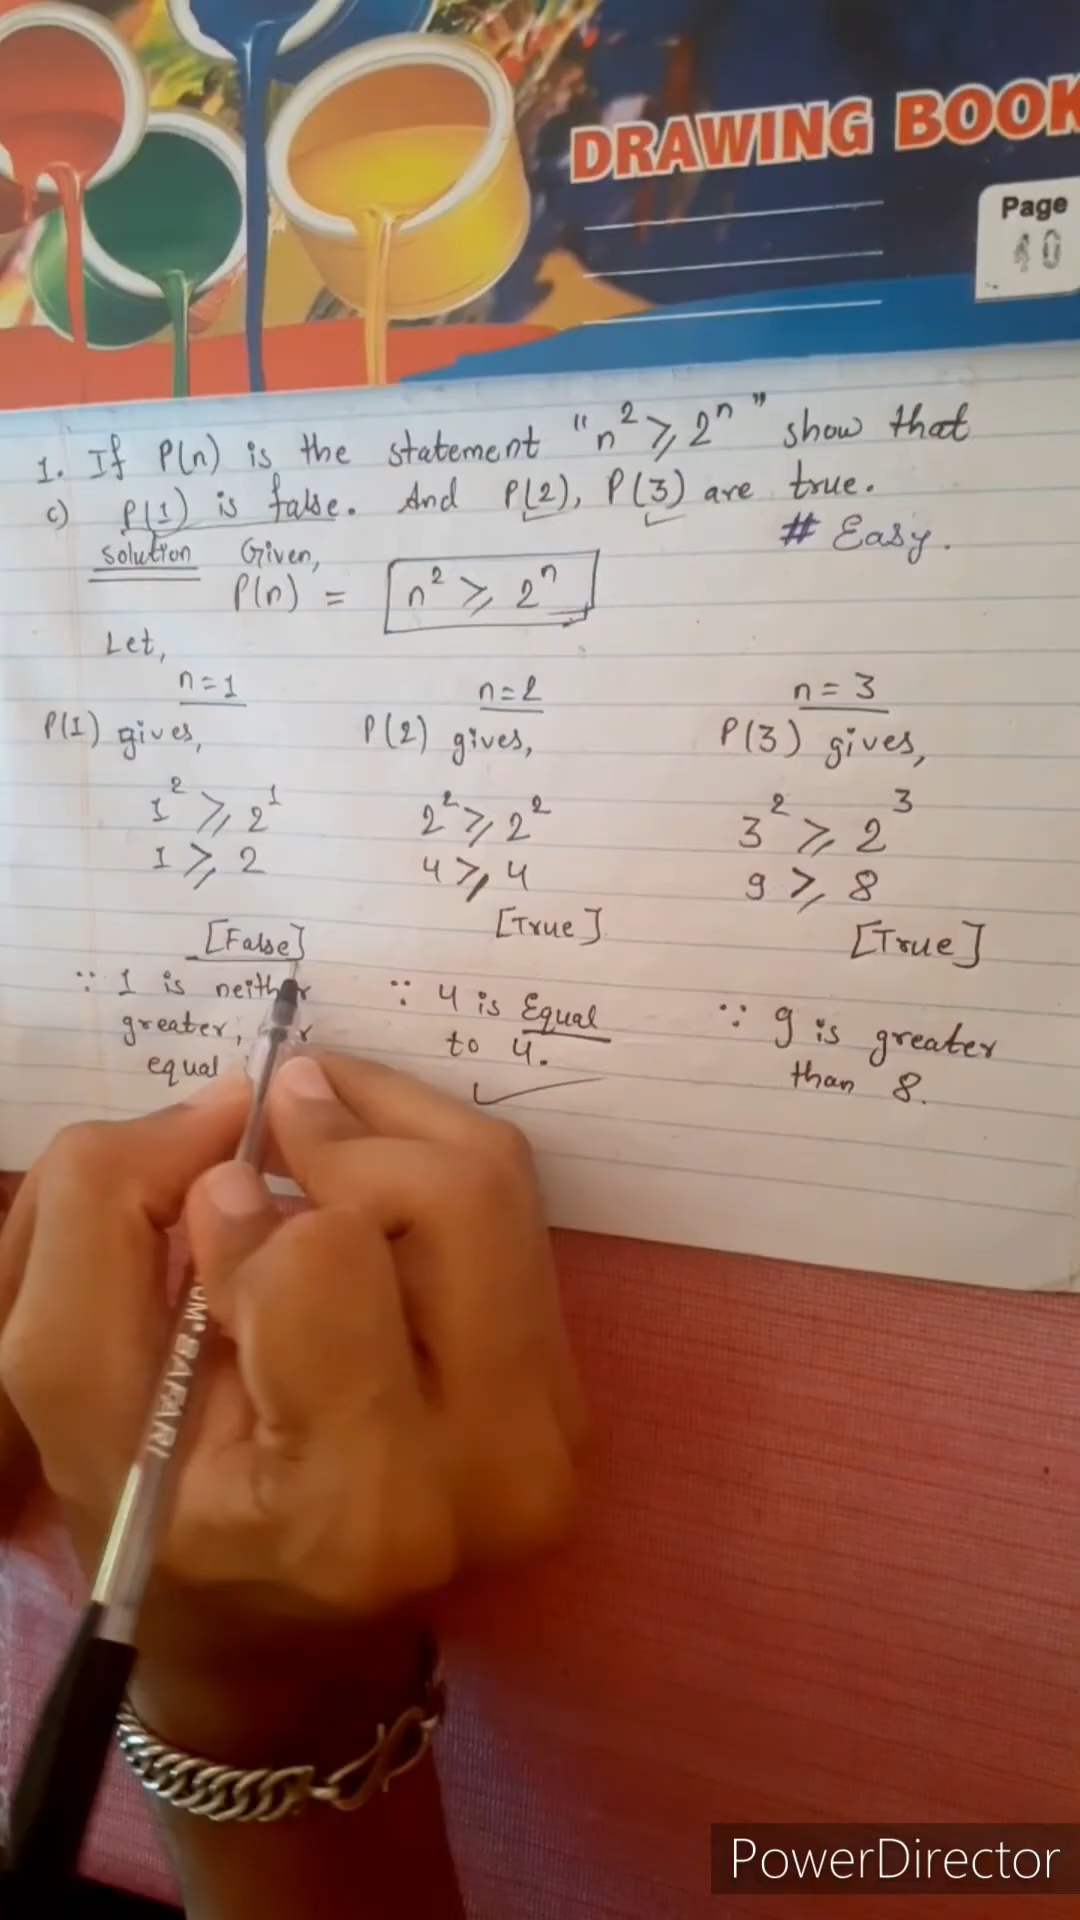 DRAWING BOOK
Page
1. If P(n) is the statement "n² ⩾ 2ⁿ" show that
c) P(1) is false. And P(2), P(3) are true.
# Easy.
Solution Given,
P(n) = n² ⩾ 2ⁿ
Let,
n=1 n=2 n = 3
P(1) gives, P(2) gives, P(3) gives,
1² ⩾ 2¹ 2² ⩾ 2² 3² ⩾ 2³
1 ⩾ 2 4 ⩾ 4 9 ⩾ 8
[False] [True] [True]
∵ 1 is neither ∵ 4 is Equal ∵ 9 is greater
greater, to 4. than 8.
equal
SAFARI
PowerDirector